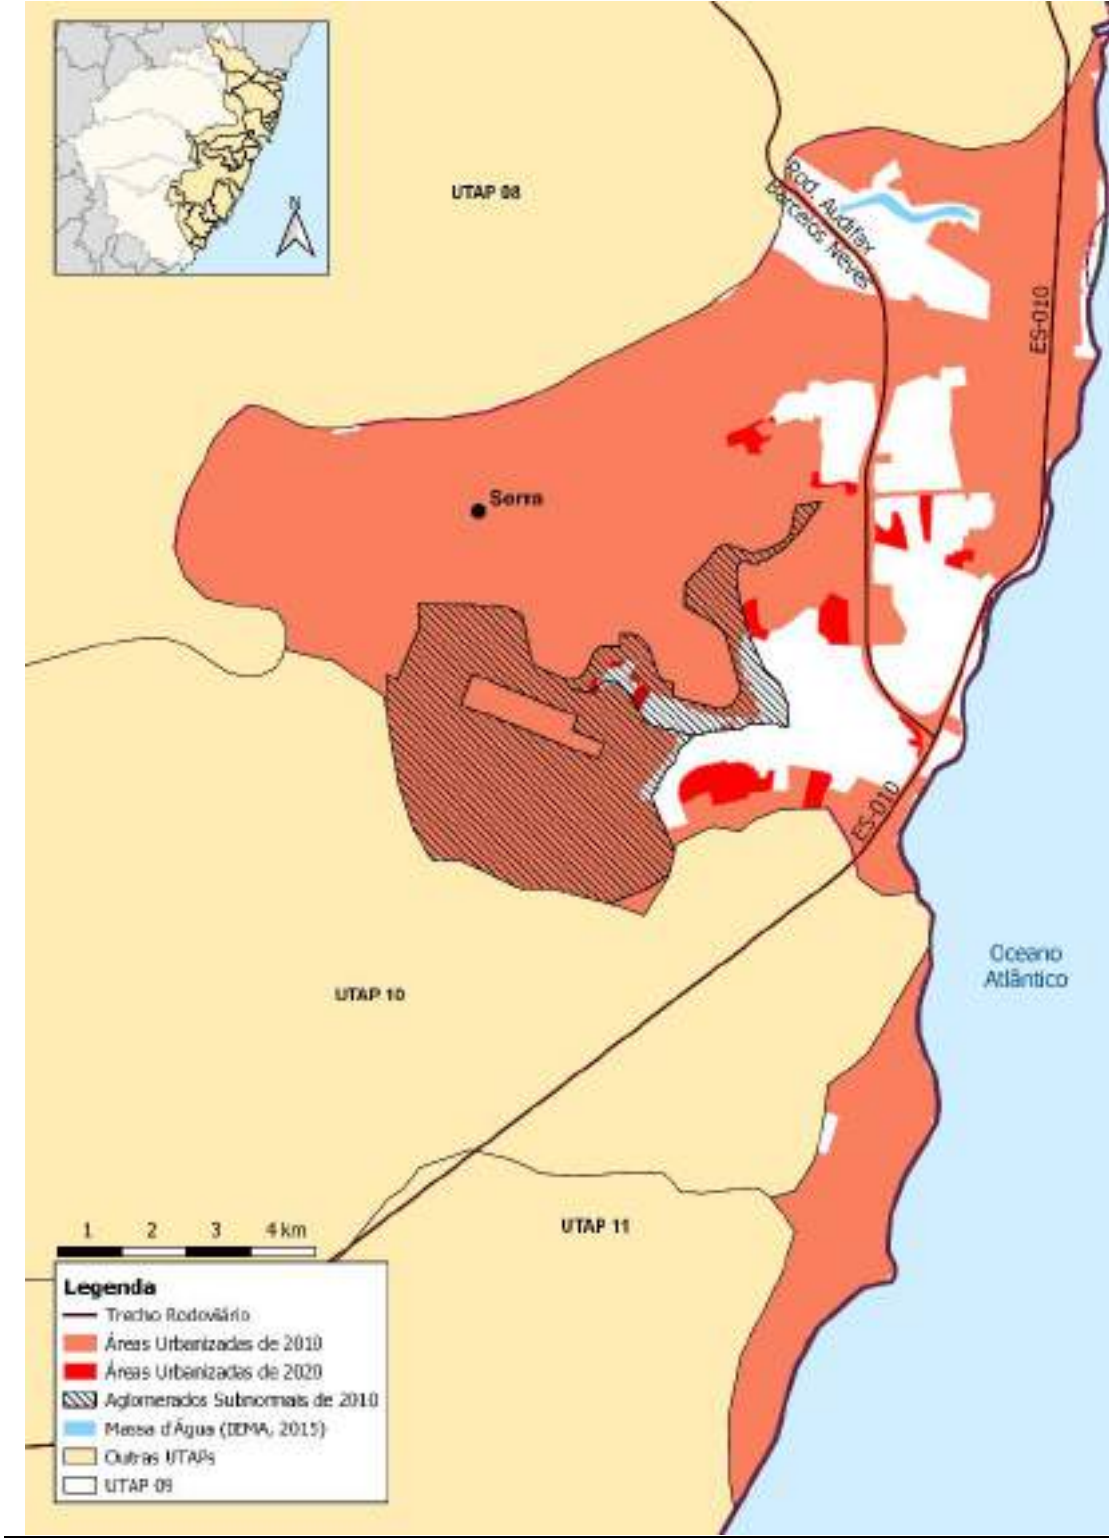 N
UTAP 08
Rod. Audifax
Barcelos Neves
ES-010
Serra
ES-010
Oceano
Atlântico
UTAP 10
UTAP 11
1 2 3 4 km
Legenda
Trecho Rodoviário
Áreas Urbanizadas de 2010
Áreas Urbanizadas de 2020
Aglomerados Subnormais de 2010
Massa d'Água (IEMA, 2015)
Outras UTAPs
UTAP 09